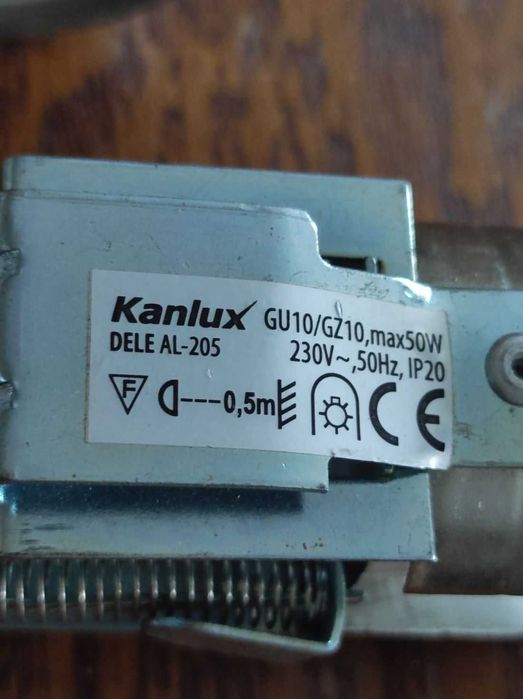 Kanlux GU10/GZ10,max50W
DELE AL-205 230V~,50Hz, IP20
F 0,5m CE